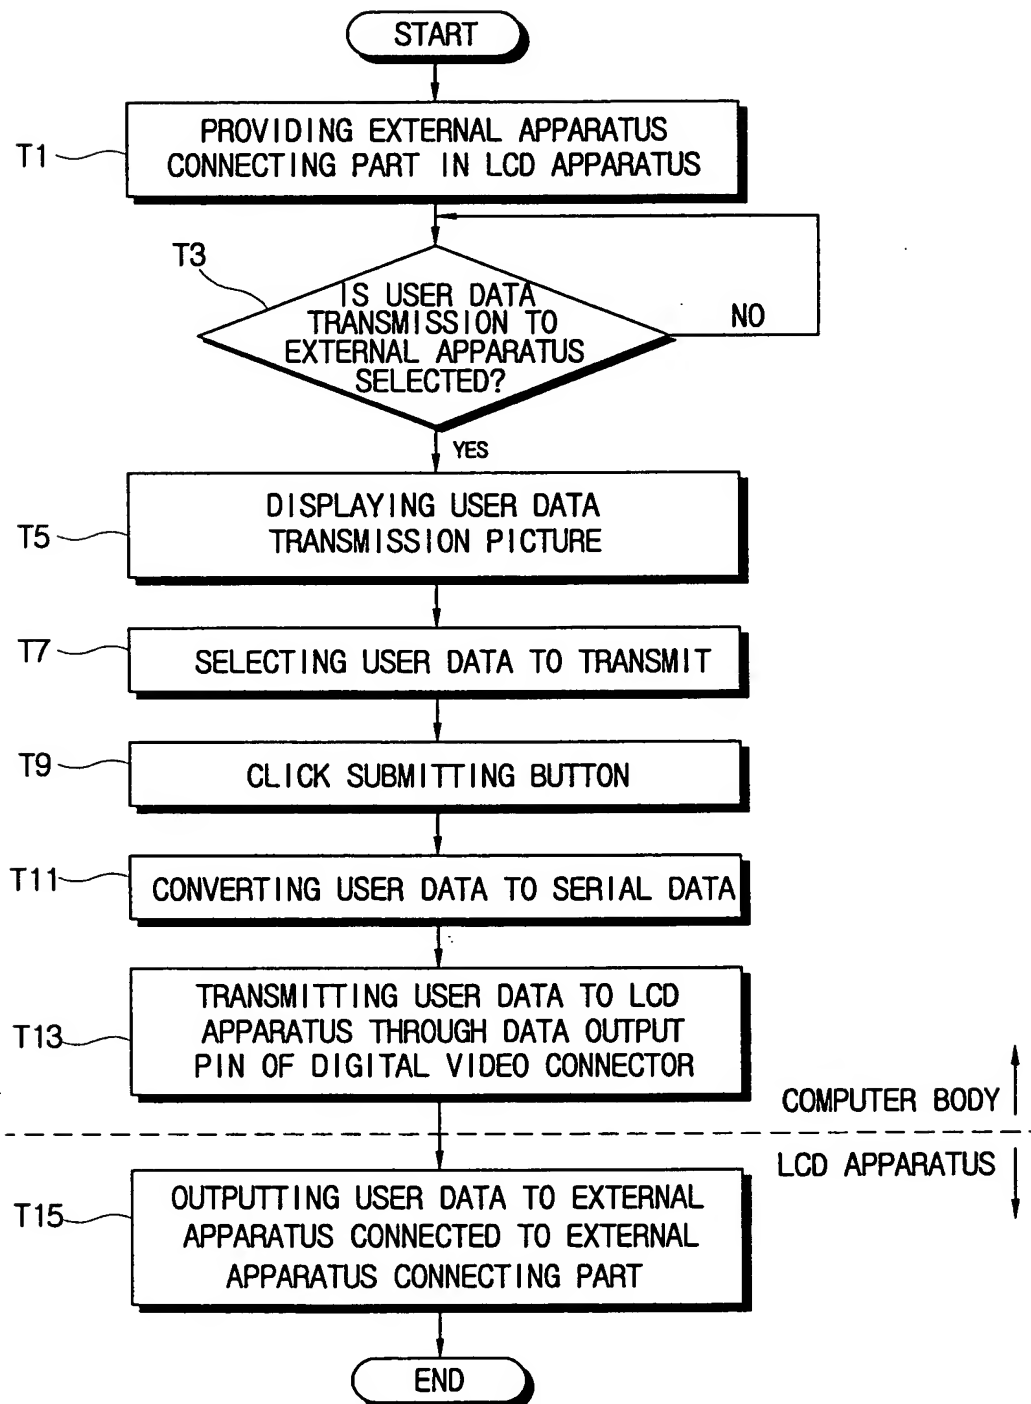 START
T1
PROVIDING EXTERNAL APPARATUS
CONNECTING PART IN LCD APPARATUS
T3
IS USER DATA
TRANSMISSION TO
EXTERNAL APPARATUS
SELECTED?
NO
YES
T5
DISPLAYING USER DATA
TRANSMISSION PICTURE
T7
SELECTING USER DATA TO TRANSMIT
T9
CLICK SUBMITTING BUTTON
T11
CONVERTING USER DATA TO SERIAL DATA
T13
TRANSMITTING USER DATA TO LCD
APPARATUS THROUGH DATA OUTPUT
PIN OF DIGITAL VIDEO CONNECTOR
COMPUTER BODY
LCD APPARATUS
T15
OUTPUTTING USER DATA TO EXTERNAL
APPARATUS CONNECTED TO EXTERNAL
APPARATUS CONNECTING PART
END